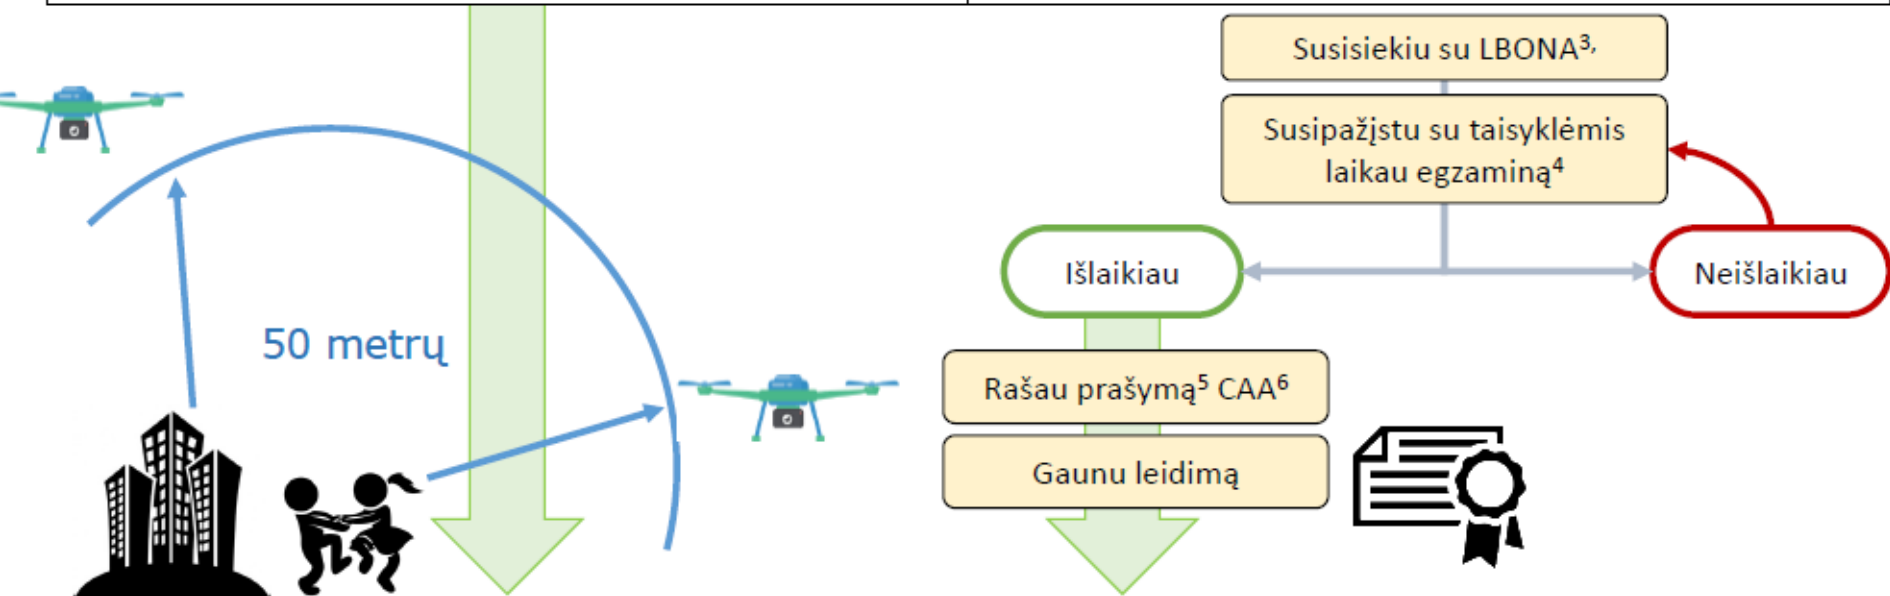 Susisiekiu su LBONA³,
Susipažįstu su taisyklėmis
laikau egzaminą⁴
Išlaikiau
Neišlaikiau
50 metrų
Rašau prašymą⁵ CAA⁶
Gaunu leidimą